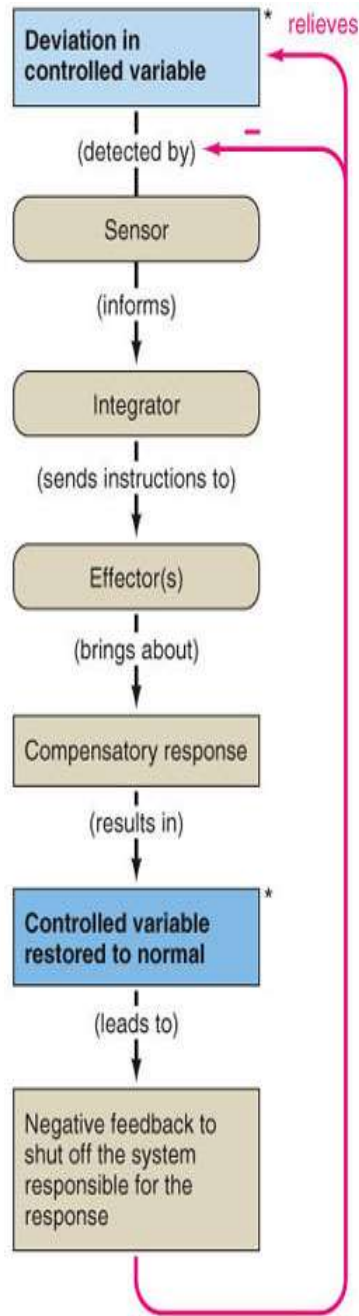 * relieves
Deviation in
controlled variable
–
(detected by)
Sensor
(informs)
Integrator
(sends instructions to)
Effector(s)
(brings about)
Compensatory response
(results in)
*
Controlled variable
restored to normal
(leads to)
Negative feedback to
shut off the system
responsible for the
response